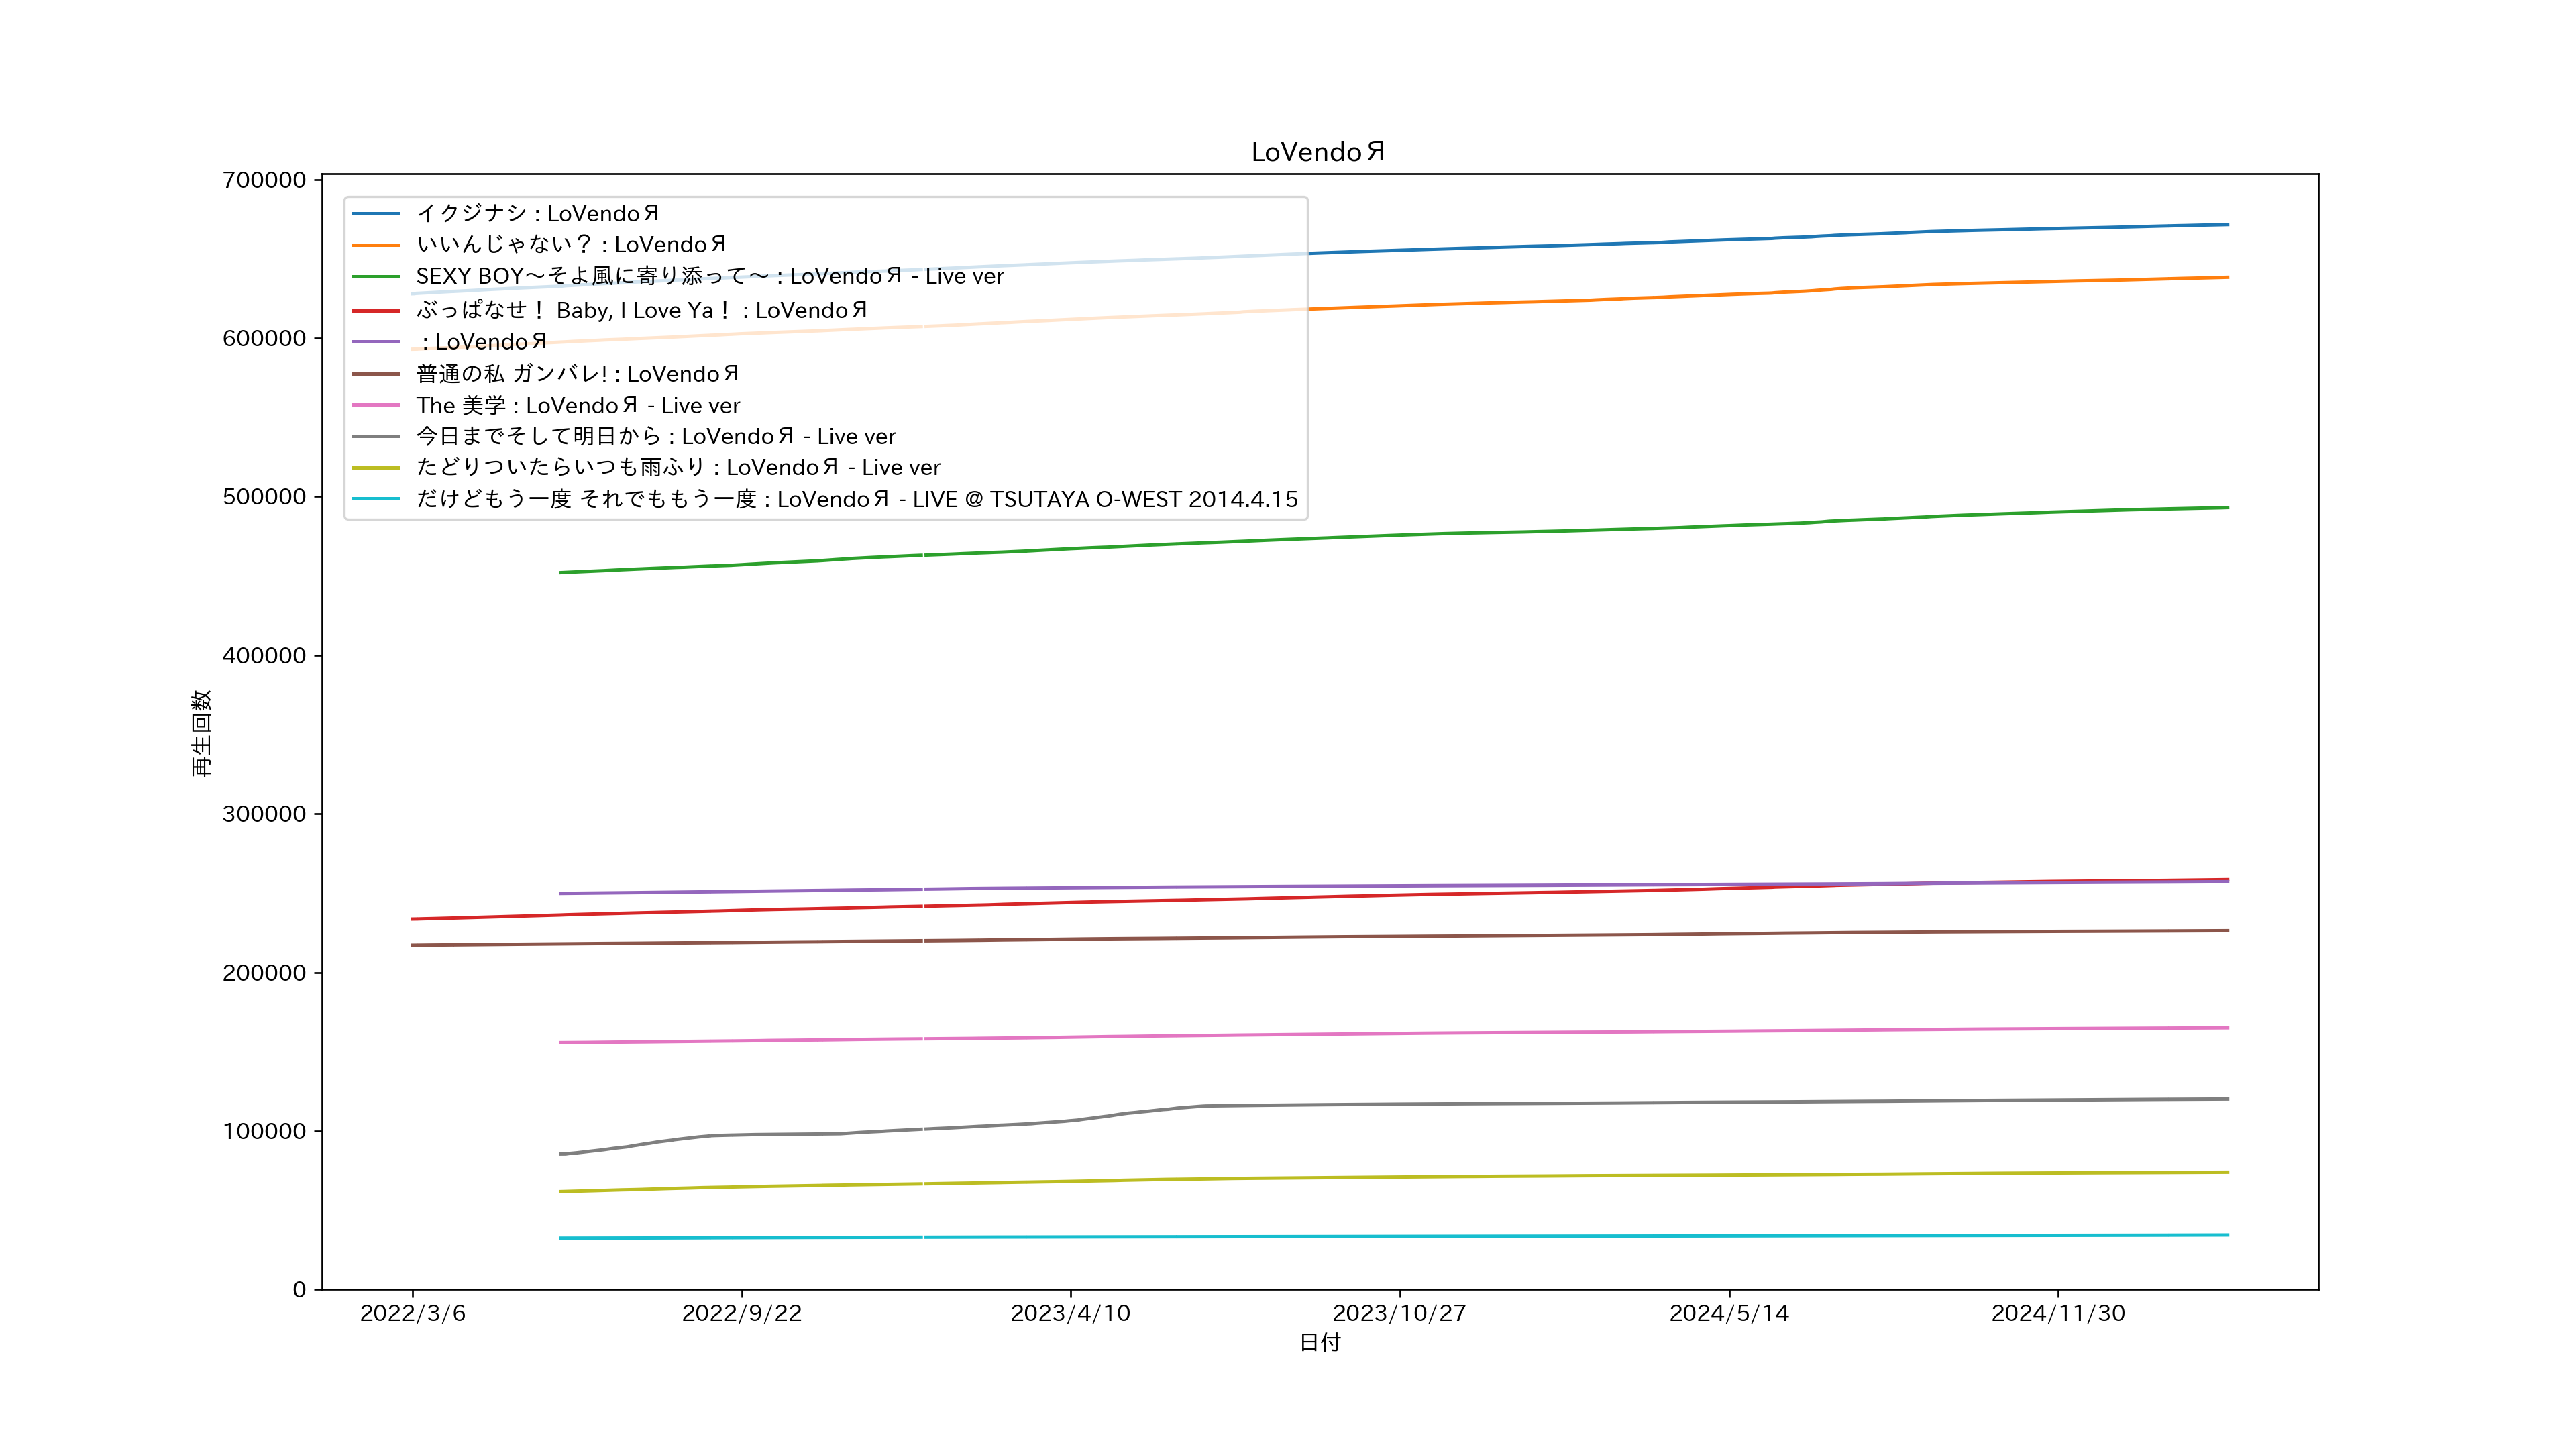 LoVendoЯ
700000
600000
500000
400000
300000
200000
100000
0
再生回数
イクジナシ : LoVendoЯ
いいんじゃない？ : LoVendoЯ
SEXY BOY～そよ風に寄り添って～ : LoVendoЯ - Live ver
ぶっぱなせ！ Baby, I Love Ya！ : LoVendoЯ
: LoVendoЯ
普通の私 ガンバレ! : LoVendoЯ
The 美学 : LoVendoЯ - Live ver
今日までそして明日から : LoVendoЯ - Live ver
たどりついたらいつも雨ふり : LoVendoЯ - Live ver
だけどもう一度 それでももう一度 : LoVendoЯ - LIVE @ TSUTAYA O-WEST 2014.4.15
2022/3/6 2022/9/22 2023/4/10 2023/10/27 2024/5/14 2024/11/30
日付